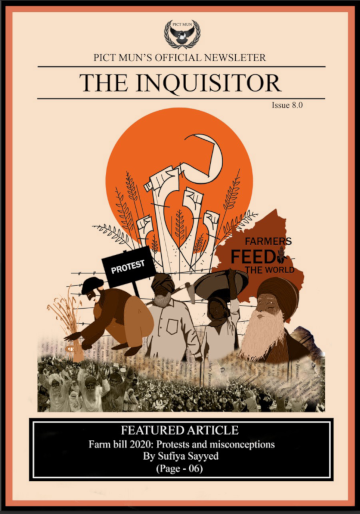 PICT MUN
PICT MUN'S OFFICIAL NEWSLETER
THE INQUISITOR
Issue 8.0
FARMERS
FEED
THE WORLD
PROTEST
FEATURED ARTICLE
Farm bill 2020: Protests and misconceptions
By Sufiya Sayyed
(Page - 06)